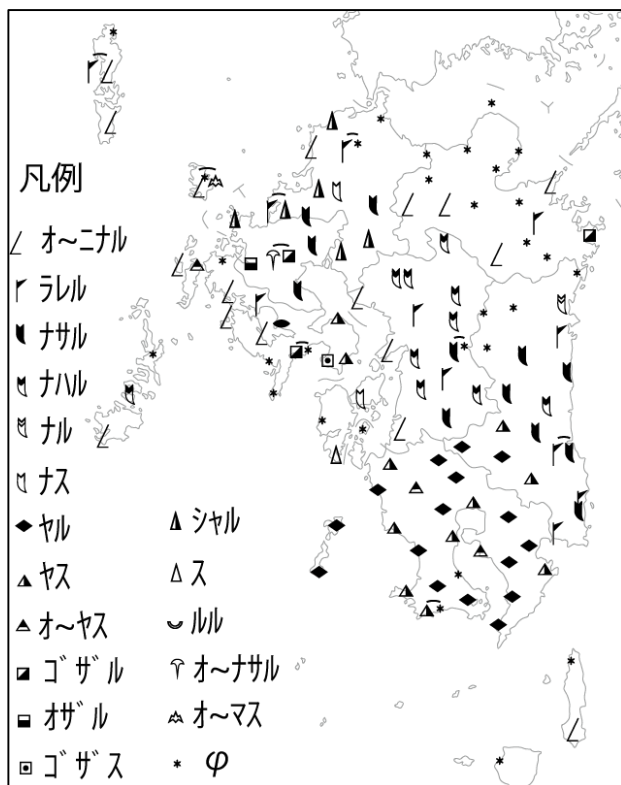 凡例
オ～ニナル
ラレル
ナサル
ナハル
ナル
ナス
ヤル
ヤス
オ～ヤス
ゴザル
オザル
ゴザス
シャル
ス
ルル
オ～ナサル
オ～マス
φ